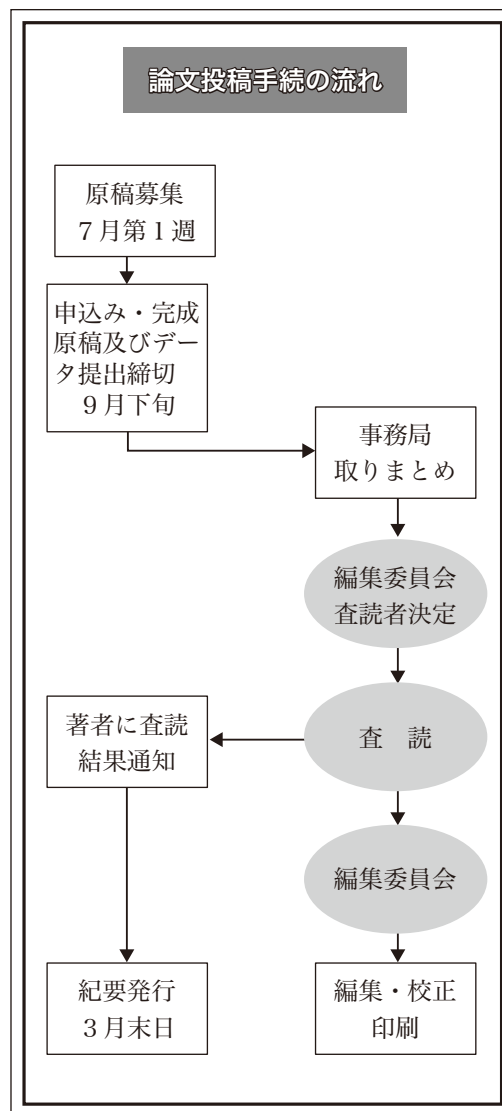 論文投稿手続の流れ
原稿募集
７月第１週
申込み・完成
原稿及びデー
タ提出締切
９月下旬
事務局
取りまとめ
編集委員会
査読者決定
査　読
著者に査読
結果通知
編集委員会
紀要発行
３月末日
編集・校正
印刷